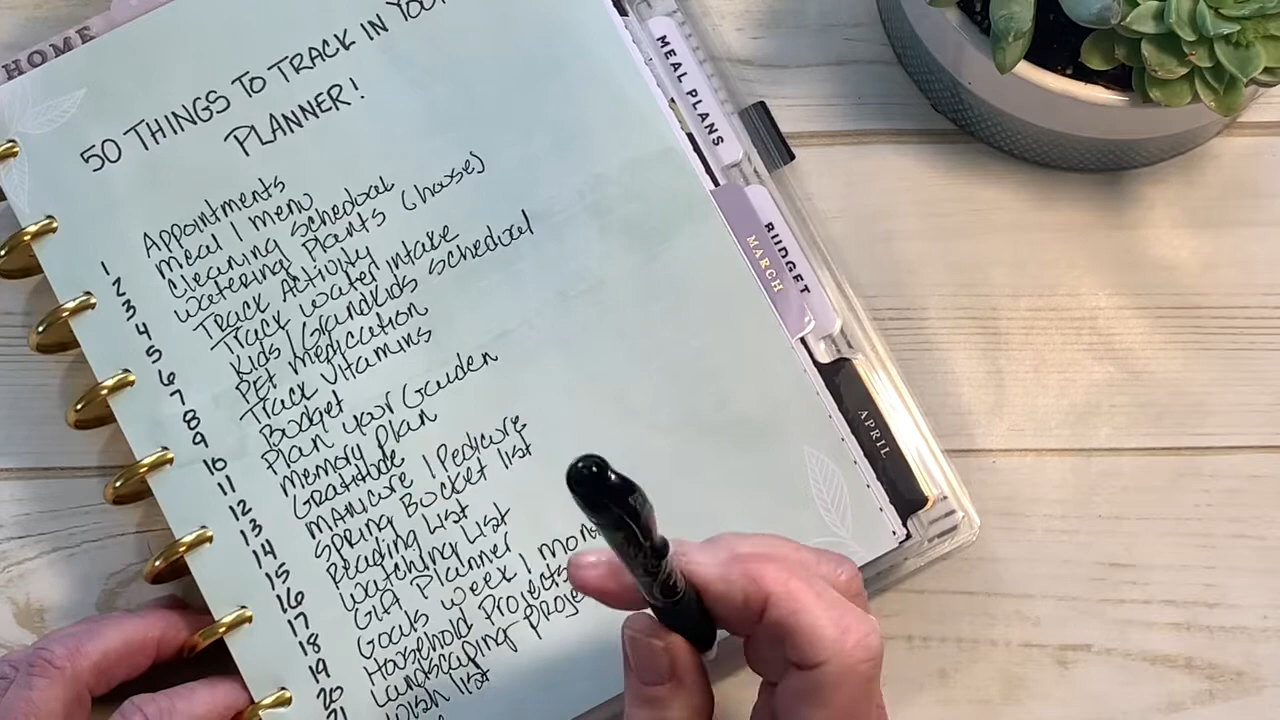 HOME
50 THINGS TO TRACK IN YOUR
PLANNER!
1 Appointments
2 Meal / menu
3 Cleaning schedoual
4 watering Plants (house)
5 Track Activity
6 Track water intake
7 Kids / Grandkids schedoual
8 PET medication
9 Track vitamins
10 Budget
11 Plan your Garden
12 Memory Plan
13 Gratitude
14 MANicure / Pedicure
15 Spring Bucket list
16 Reading List
17 Watching List
18 Gift Planner
19 Goals week / mon
20 Household Projects
21 Landscaping proje
Wish list
MEAL PLANS
BUDGET
MARCH
APRIL